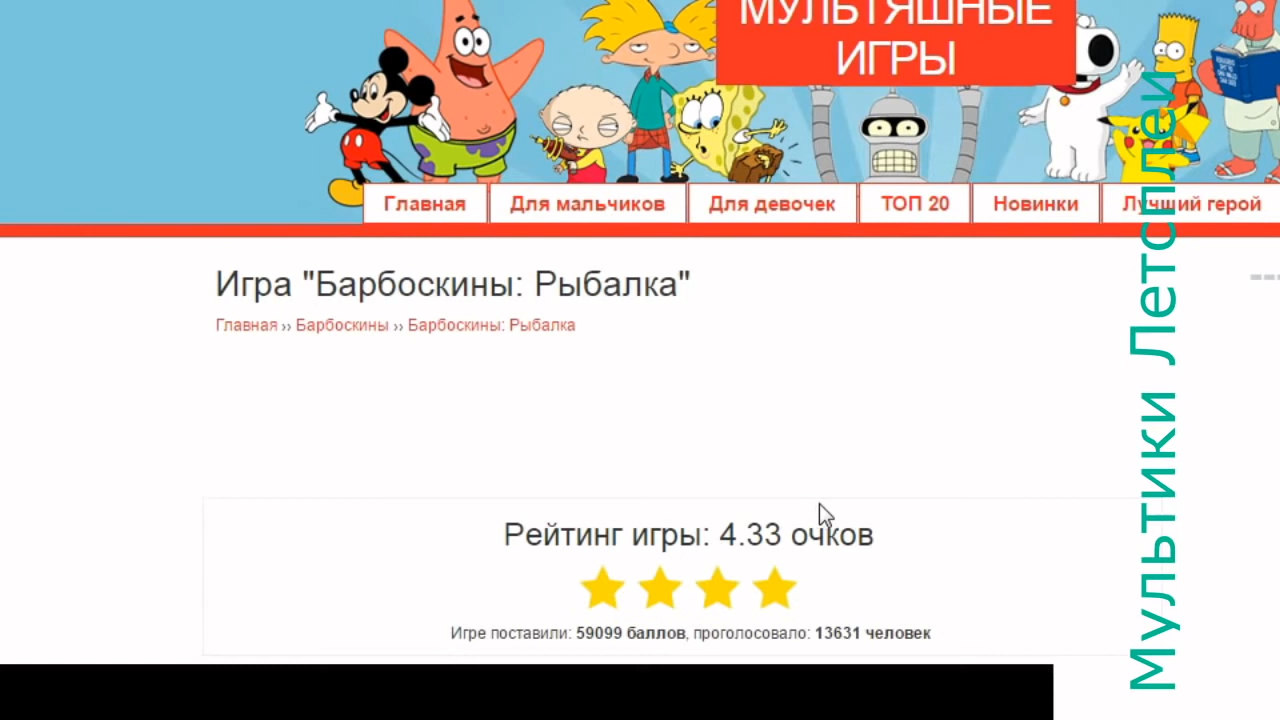 МУЛЬТЯШНЫЕ
ИГРЫ
Главная
Для мальчиков
Для девочек
ТОП 20
Новинки
Лучший герой
Игра "Барбоскины: Рыбалка"
Главная ›› Барбоскины ›› Барбоскины: Рыбалка
Рейтинг игры: 4.33 очков
Игре поставили: 59099 баллов, проголосовало: 13631 человек
Мультики Летсплеи